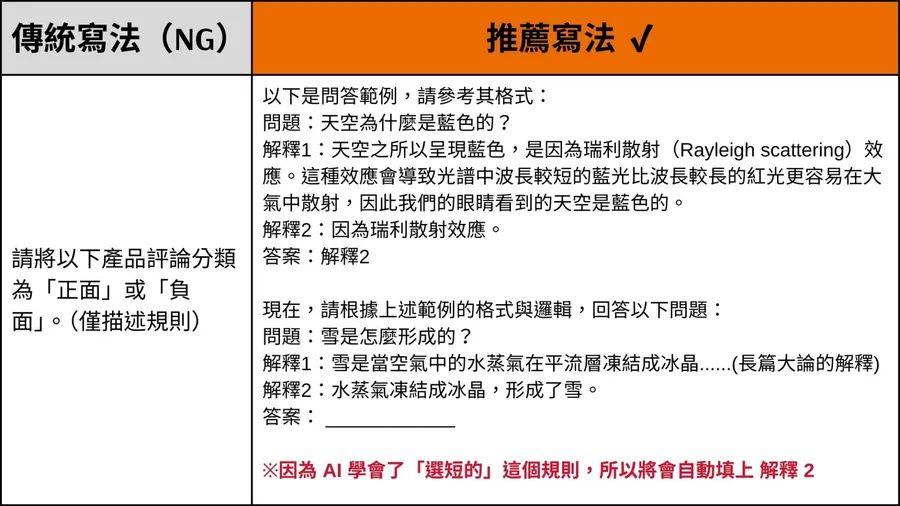 傳統寫法（NG）
推薦寫法 ✓
請將以下產品評論分類
為「正面」或「負
面」。（僅描述規則）
以下是問答範例，請參考其格式：
問題：天空為什麼是藍色的？
解釋1：天空之所以呈現藍色，是因為瑞利散射（Rayleigh scattering）效
應。這種效應會導致光譜中波長較短的藍光比波長較長的紅光更容易在大
氣中散射，因此我們的眼睛看到的天空是藍色的。
解釋2：因為瑞利散射效應。
答案：解釋2
現在，請根據上述範例的格式與邏輯，回答以下問題：
問題：雪是怎麼形成的？
解釋1：雪是當空氣中的水蒸氣在平流層凍結成冰晶......(長篇大論的解釋)
解釋2：水蒸氣凍結成冰晶，形成了雪。
答案： ____________
※因為 AI 學會了「選短的」這個規則，所以將會自動填上 解釋 2